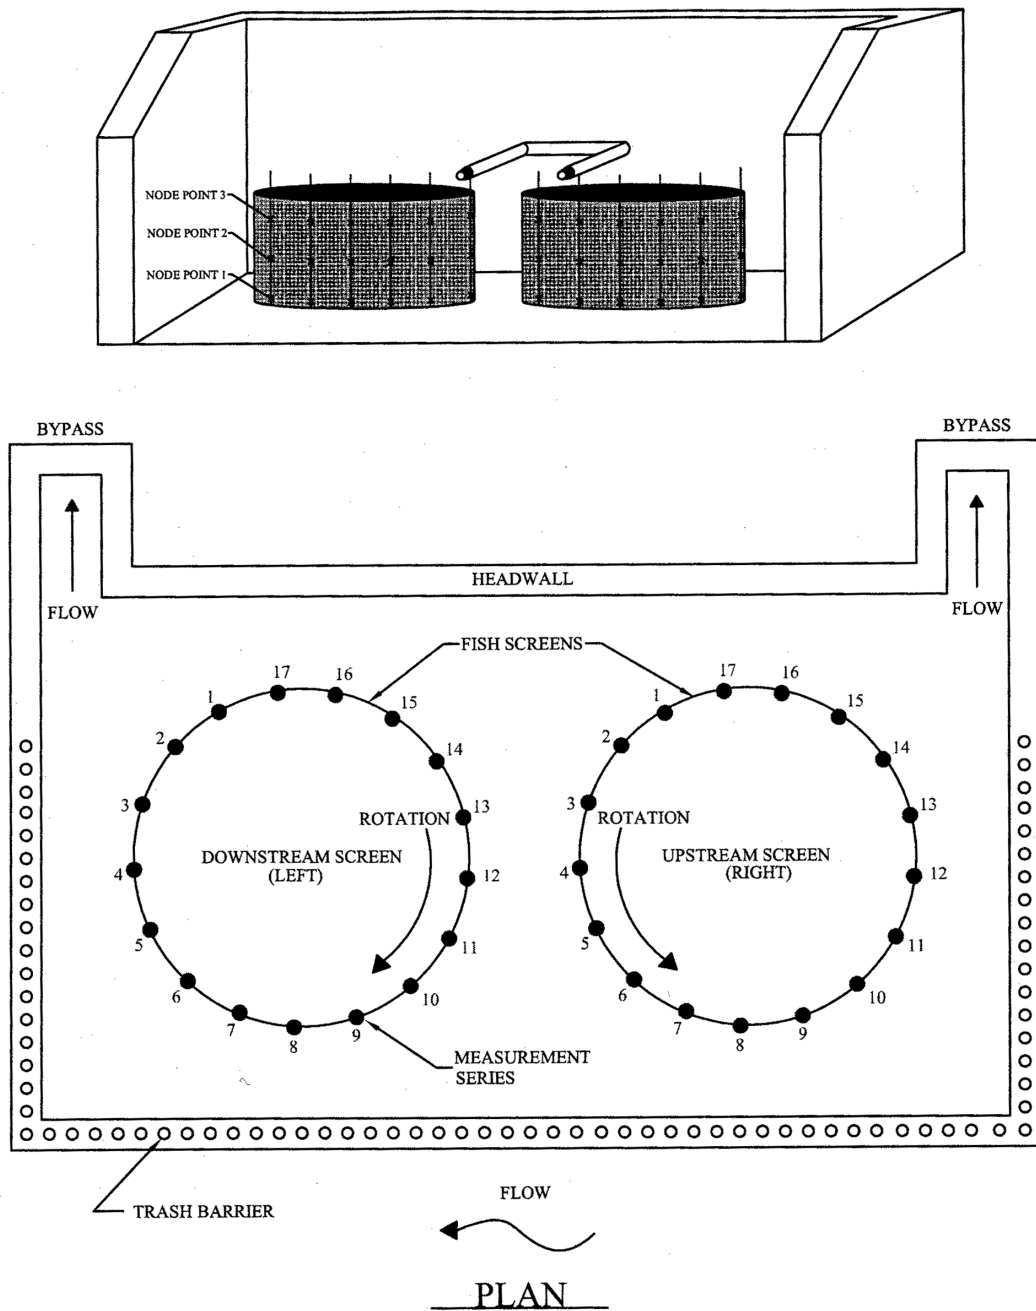 NODE POINT 3
NODE POINT 2
NODE POINT 1
BYPASS
BYPASS
HEADWALL
FLOW
FLOW
FISH SCREENS
17
16
1
15
2
14
3
13
ROTATION
DOWNSTREAM SCREEN
(LEFT)
4
12
5
11
6
10
7
9
8
17
16
1
15
2
14
3
13
ROTATION
UPSTREAM SCREEN
(RIGHT)
4
12
5
11
6
10
7
9
8
MEASUREMENT
SERIES
FLOW
TRASH BARRIER
PLAN